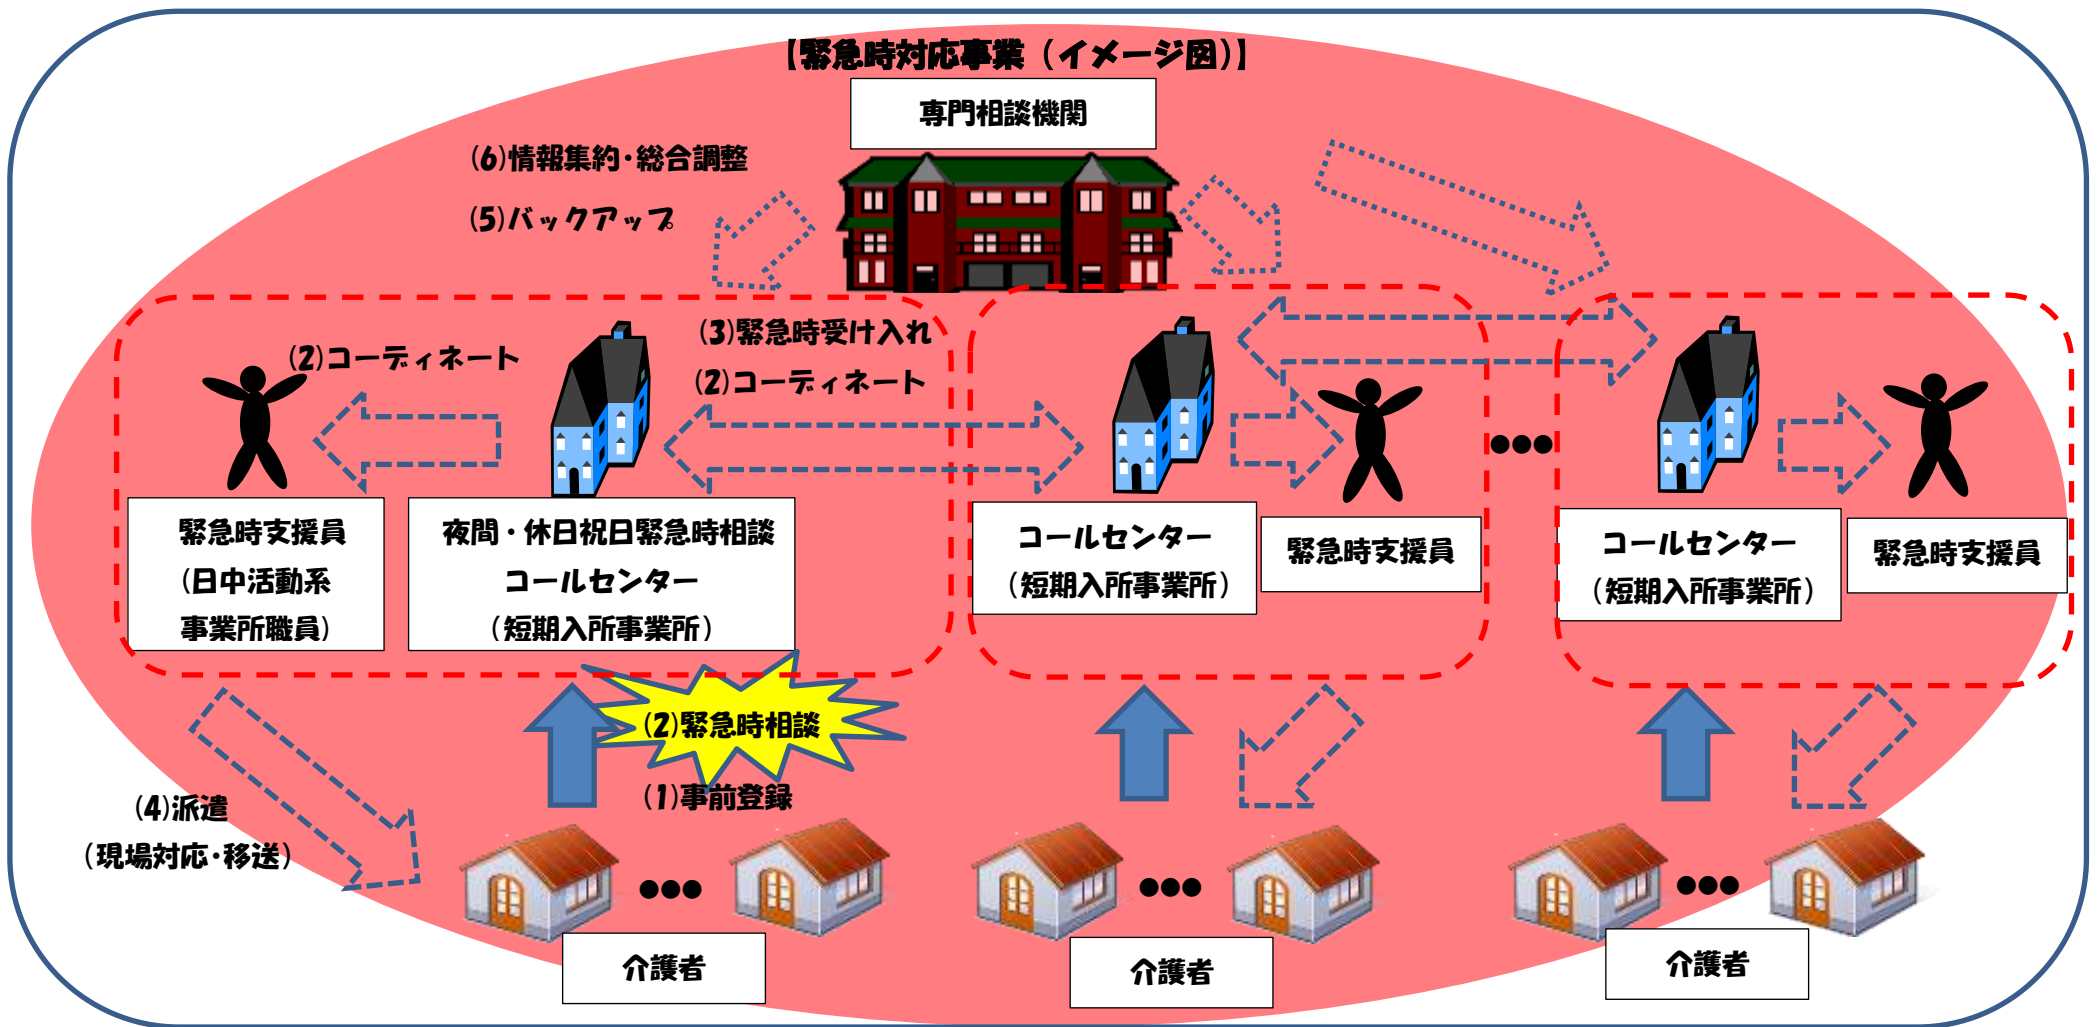 【緊急時対応事業（イメージ図）】
専門相談機関
(6)情報集約・総合調整
(5)バックアップ
(3)緊急時受け入れ
(2)コーディネート
(2)コーディネート
緊急時支援員
(日中活動系
事業所職員)
夜間・休日祝日緊急時相談
コールセンター
(短期入所事業所)
コールセンター
(短期入所事業所)
緊急時支援員
コールセンター
(短期入所事業所)
緊急時支援員
(2)緊急時相談
(1)事前登録
(4)派遣
(現場対応・移送)
介護者
介護者
介護者